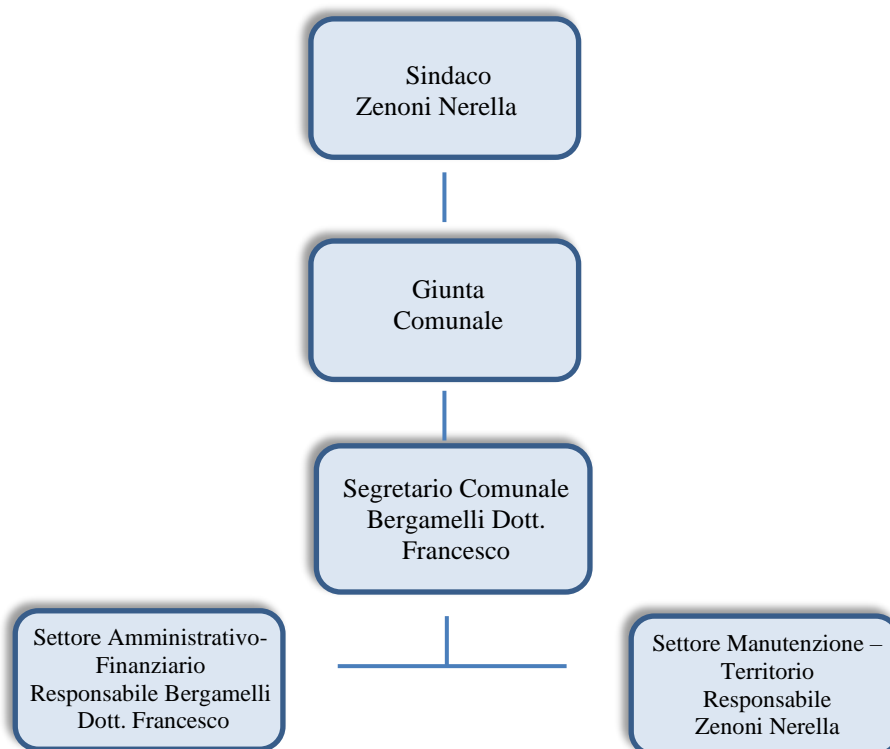 Sindaco
Zenoni Nerella
Giunta
Comunale
Segretario Comunale
Bergamelli Dott.
Francesco
Settore Amministrativo-
Finanziario
Responsabile Bergamelli
Dott. Francesco
Settore Manutenzione –
Territorio
Responsabile
Zenoni Nerella